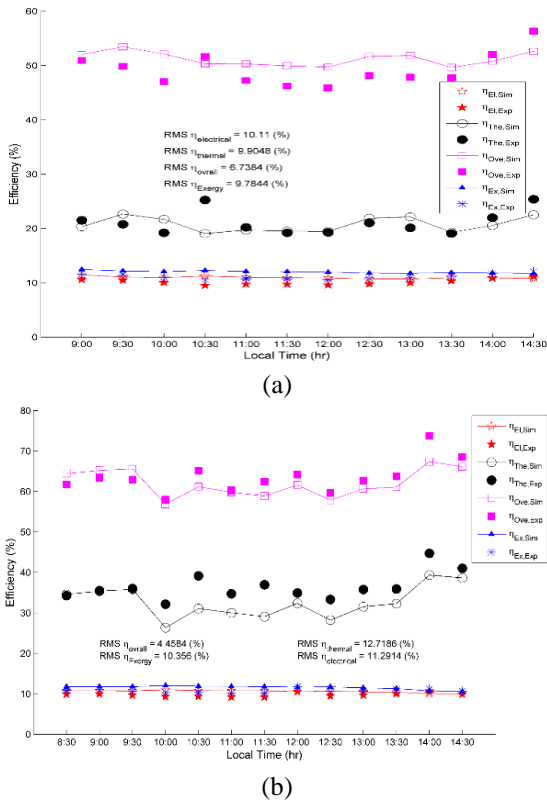 60
50
40
30
20
10
0
Efficiency (%)
RMS ηelectrical = 10.11 (%)
RMS ηthermal = 9.9048 (%)
RMS ηovrall = 6.7384 (%)
RMS ηExergy = 9.7844 (%)
ηEl,Sim
ηEl,Exp
ηThe,Sim
ηThe,Exp
ηOve,Sim
ηOve,Exp
ηEx,Sim
ηEx,Exp
9:00 9:30 10:00 10:30 11:00 11:30 12:00 12:30 13:00 13:30 14:00 14:30
Local Time (hr)
(a)
80
70
60
50
40
30
20
10
0
Efficiency (%)
ηEl,Sim
ηEl,Exp
ηThe,Sim
ηThe,Exp
ηOve,Sim
ηOve,Exp
ηEx,Sim
ηEx,Exp
RMS ηovrall = 4.4584 (%)
RMS ηExergy = 10.356 (%)
RMS ηthermal = 12.7186 (%)
RMS ηelectrical = 11.2914 (%)
8:30 9:00 9:30 10:00 10:30 11:00 11:30 12:00 12:30 13:00 13:30 14:00 14:30
Local Time (hr)
(b)